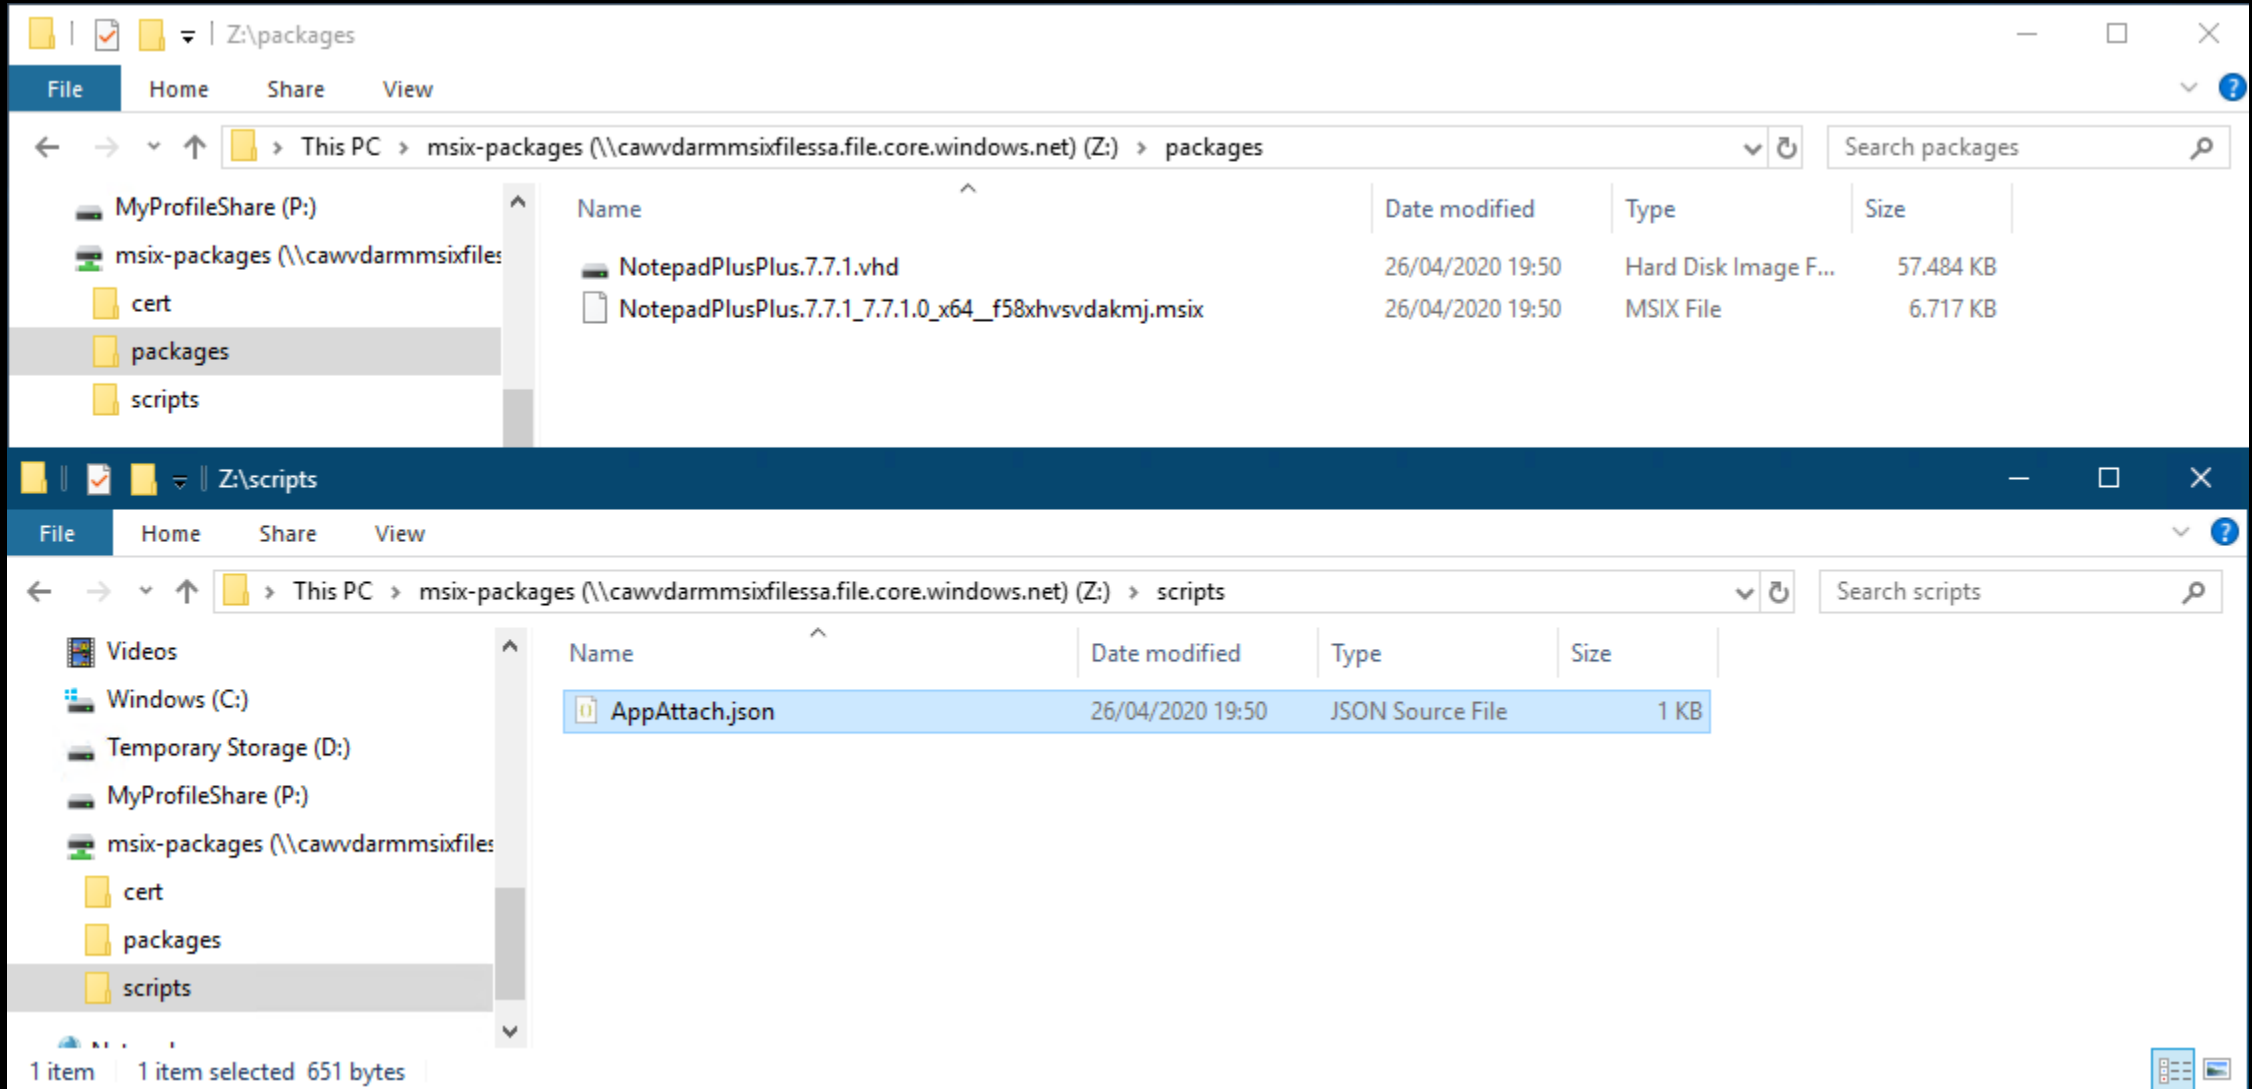 Z:\packages
File Home Share View
This PC > msix-packages (\\cawvdarmmsixfilessa.file.core.windows.net) (Z:) > packages
Search packages
MyProfileShare (P:)
msix-packages (\\cawvdarmmsixfiles
cert
packages
scripts
Name Date modified Type Size
NotepadPlusPlus.7.7.1.vhd 26/04/2020 19:50 Hard Disk Image F... 57.484 KB
NotepadPlusPlus.7.7.1_7.7.1.0_x64__f58xhvsvdakmj.msix 26/04/2020 19:50 MSIX File 6.717 KB
Z:\scripts
File Home Share View
This PC > msix-packages (\\cawvdarmmsixfilessa.file.core.windows.net) (Z:) > scripts
Search scripts
Videos
Windows (C:)
Temporary Storage (D:)
MyProfileShare (P:)
msix-packages (\\cawvdarmmsixfiles
cert
packages
scripts
Name Date modified Type Size
AppAttach.json 26/04/2020 19:50 JSON Source File 1 KB
1 item 1 item selected 651 bytes